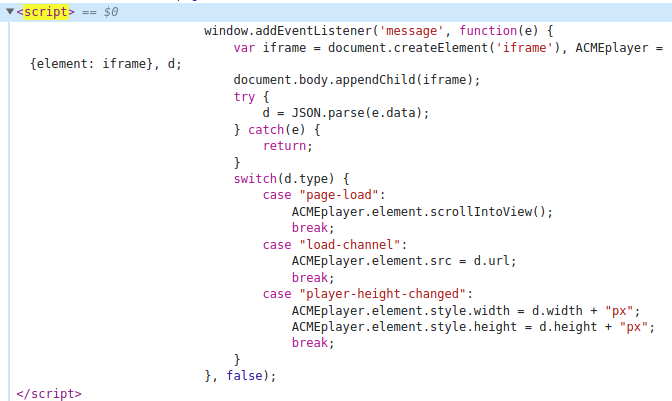 <script> == $0
window.addEventListener('message', function(e) {
var iframe = document.createElement('iframe'), ACMEplayer =
{element: iframe}, d;
document.body.appendChild(iframe);
try {
d = JSON.parse(e.data);
} catch(e) {
return;
}
switch(d.type) {
case "page-load":
ACMEplayer.element.scrollIntoView();
break;
case "load-channel":
ACMEplayer.element.src = d.url;
break;
case "player-height-changed":
ACMEplayer.element.style.width = d.width + "px";
ACMEplayer.element.style.height = d.height + "px";
break;
}
}, false);
</script>